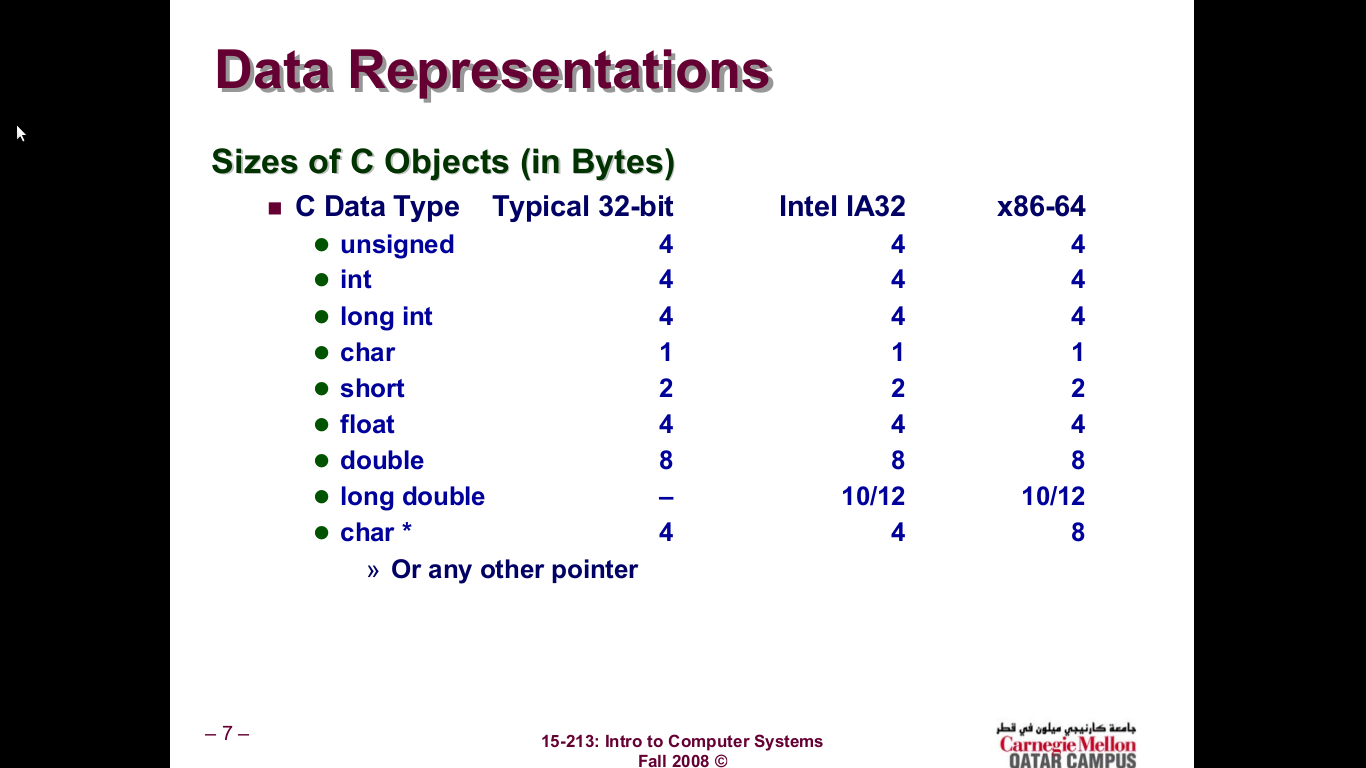 Data Representations
Sizes of C Objects (in Bytes)
C Data Type Typical 32-bit Intel IA32 x86-64
unsigned 4 4 4
int 4 4 4
long int 4 4 4
char 1 1 1
short 2 2 2
float 4 4 4
double 8 8 8
long double – 10/12 10/12
char * 4 4 8
» Or any other pointer
– 7 –
15-213: Intro to Computer Systems
Fall 2008 ©
جامعة كارنيجي ميلون في قطر
Carnegie Mellon
QATAR CAMPUS